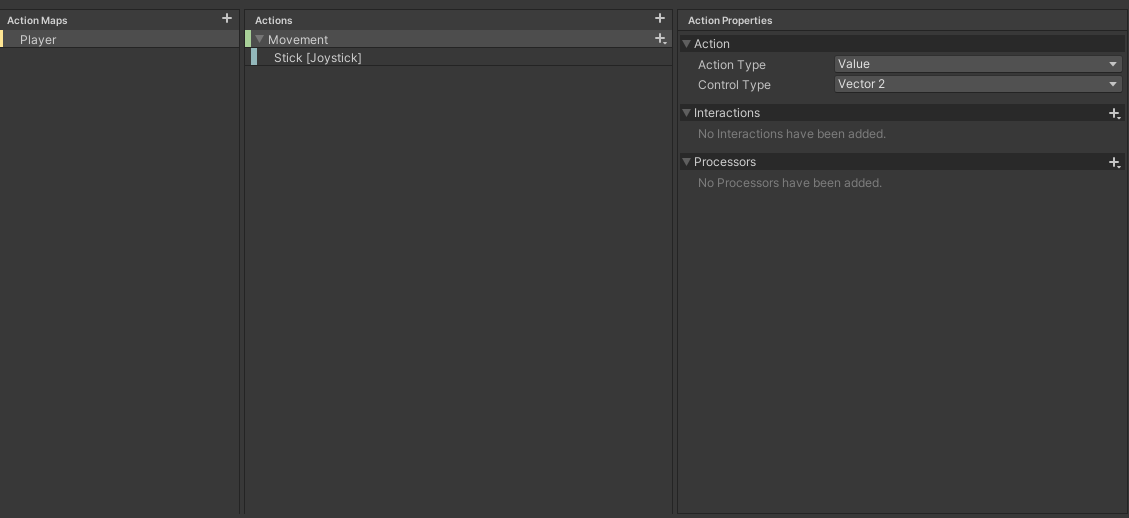 Action Maps
Player
Actions
Movement
Stick [Joystick]
Action Properties
Action
Action Type Value
Control Type Vector 2
Interactions
No Interactions have been added.
Processors
No Processors have been added.